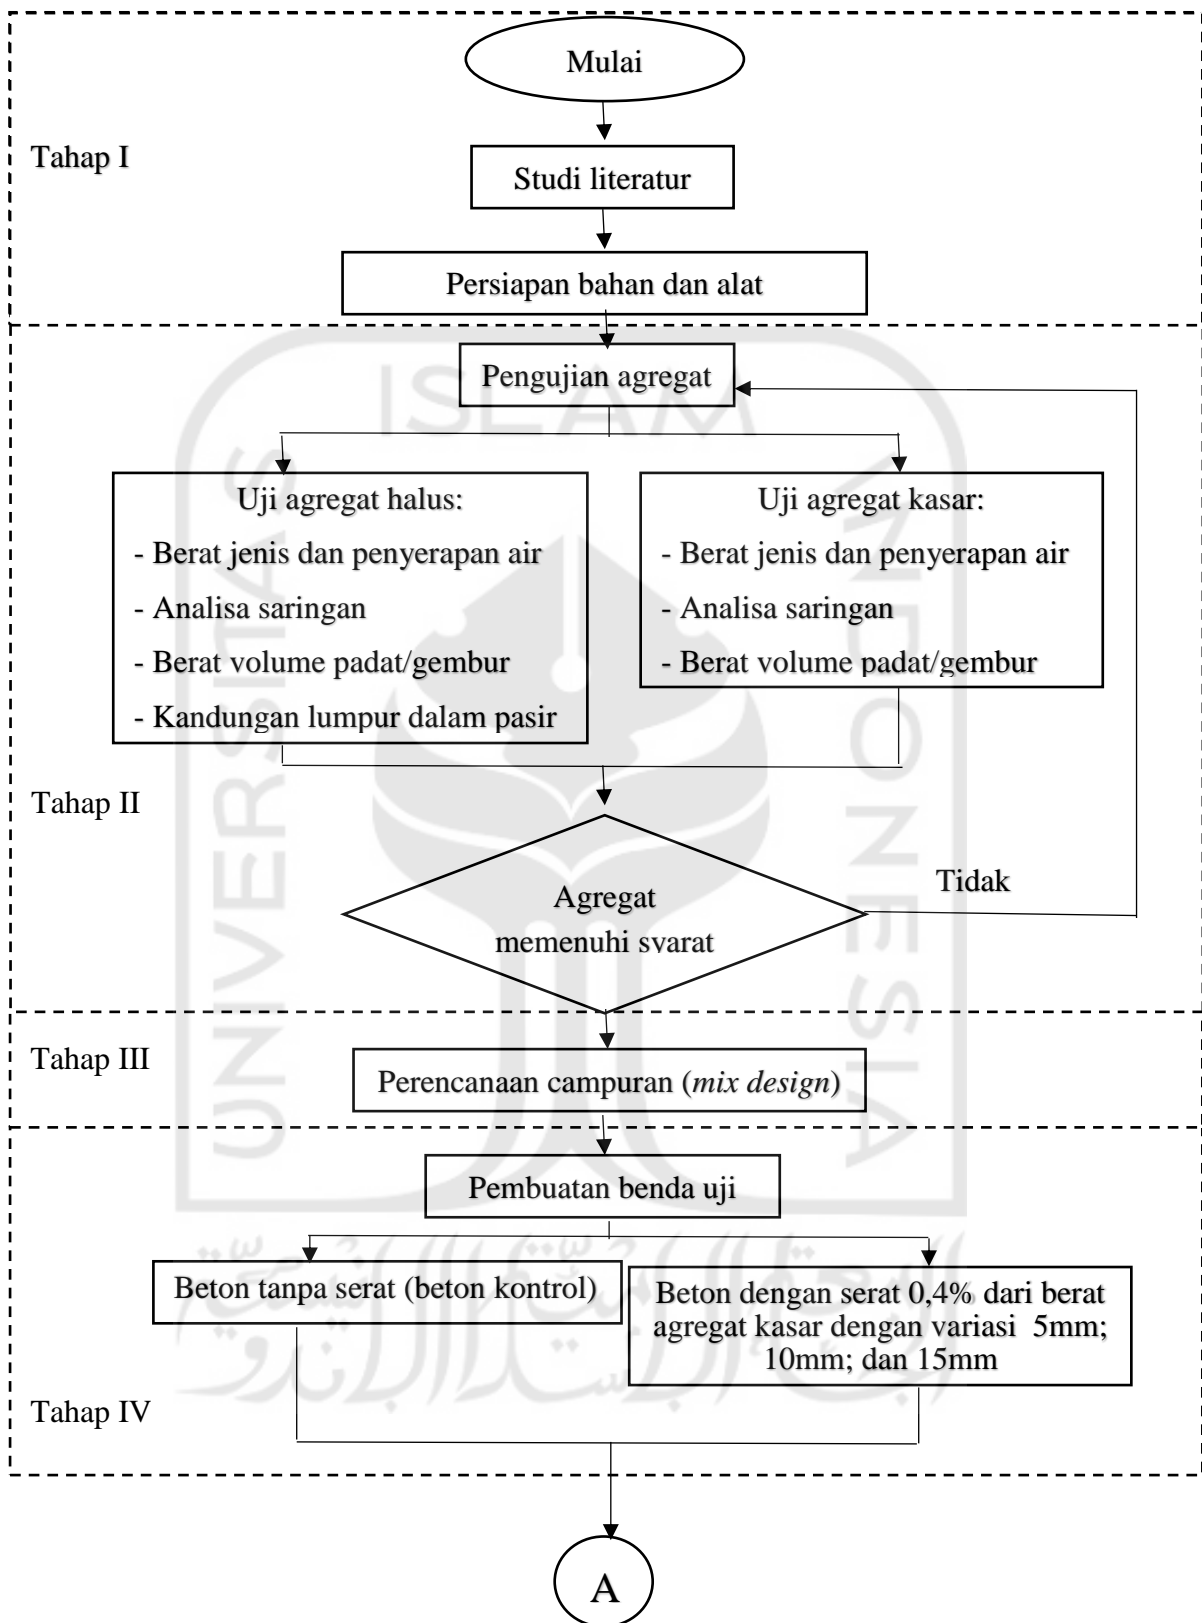 Mulai
Tahap I
Studi literatur
Persiapan bahan dan alat
Pengujian agregat
Uji agregat halus:
- Berat jenis dan penyerapan air
- Analisa saringan
- Berat volume padat/gembur
- Kandungan lumpur dalam pasir
Uji agregat kasar:
- Berat jenis dan penyerapan air
- Analisa saringan
- Berat volume padat/gembur
Tahap II
Agregat
memenuhi syarat
Tidak
Tahap III
Perencanaan campuran (mix design)
Pembuatan benda uji
Beton tanpa serat (beton kontrol)
Beton dengan serat 0,4% dari berat
agregat kasar dengan variasi 5mm;
10mm; dan 15mm
Tahap IV
A
UNIVERSITAS
ISLAM
INDONESIA